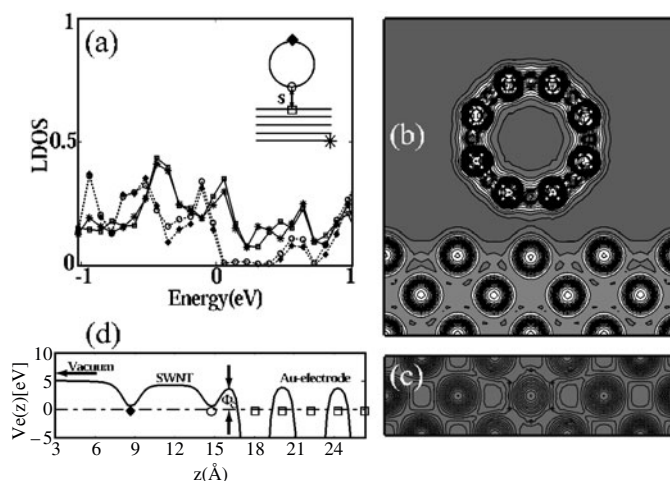 (a)
S
LDOS
1
0.5
0
-1 0 1
Energy(eV)
(b)
(c)
(d)
Ve(z)[eV]
10
5
0
−5
Vacuum
SWNT
Au-electrode
Φ
3 6 9 12 15 18 21 24
z(Å)